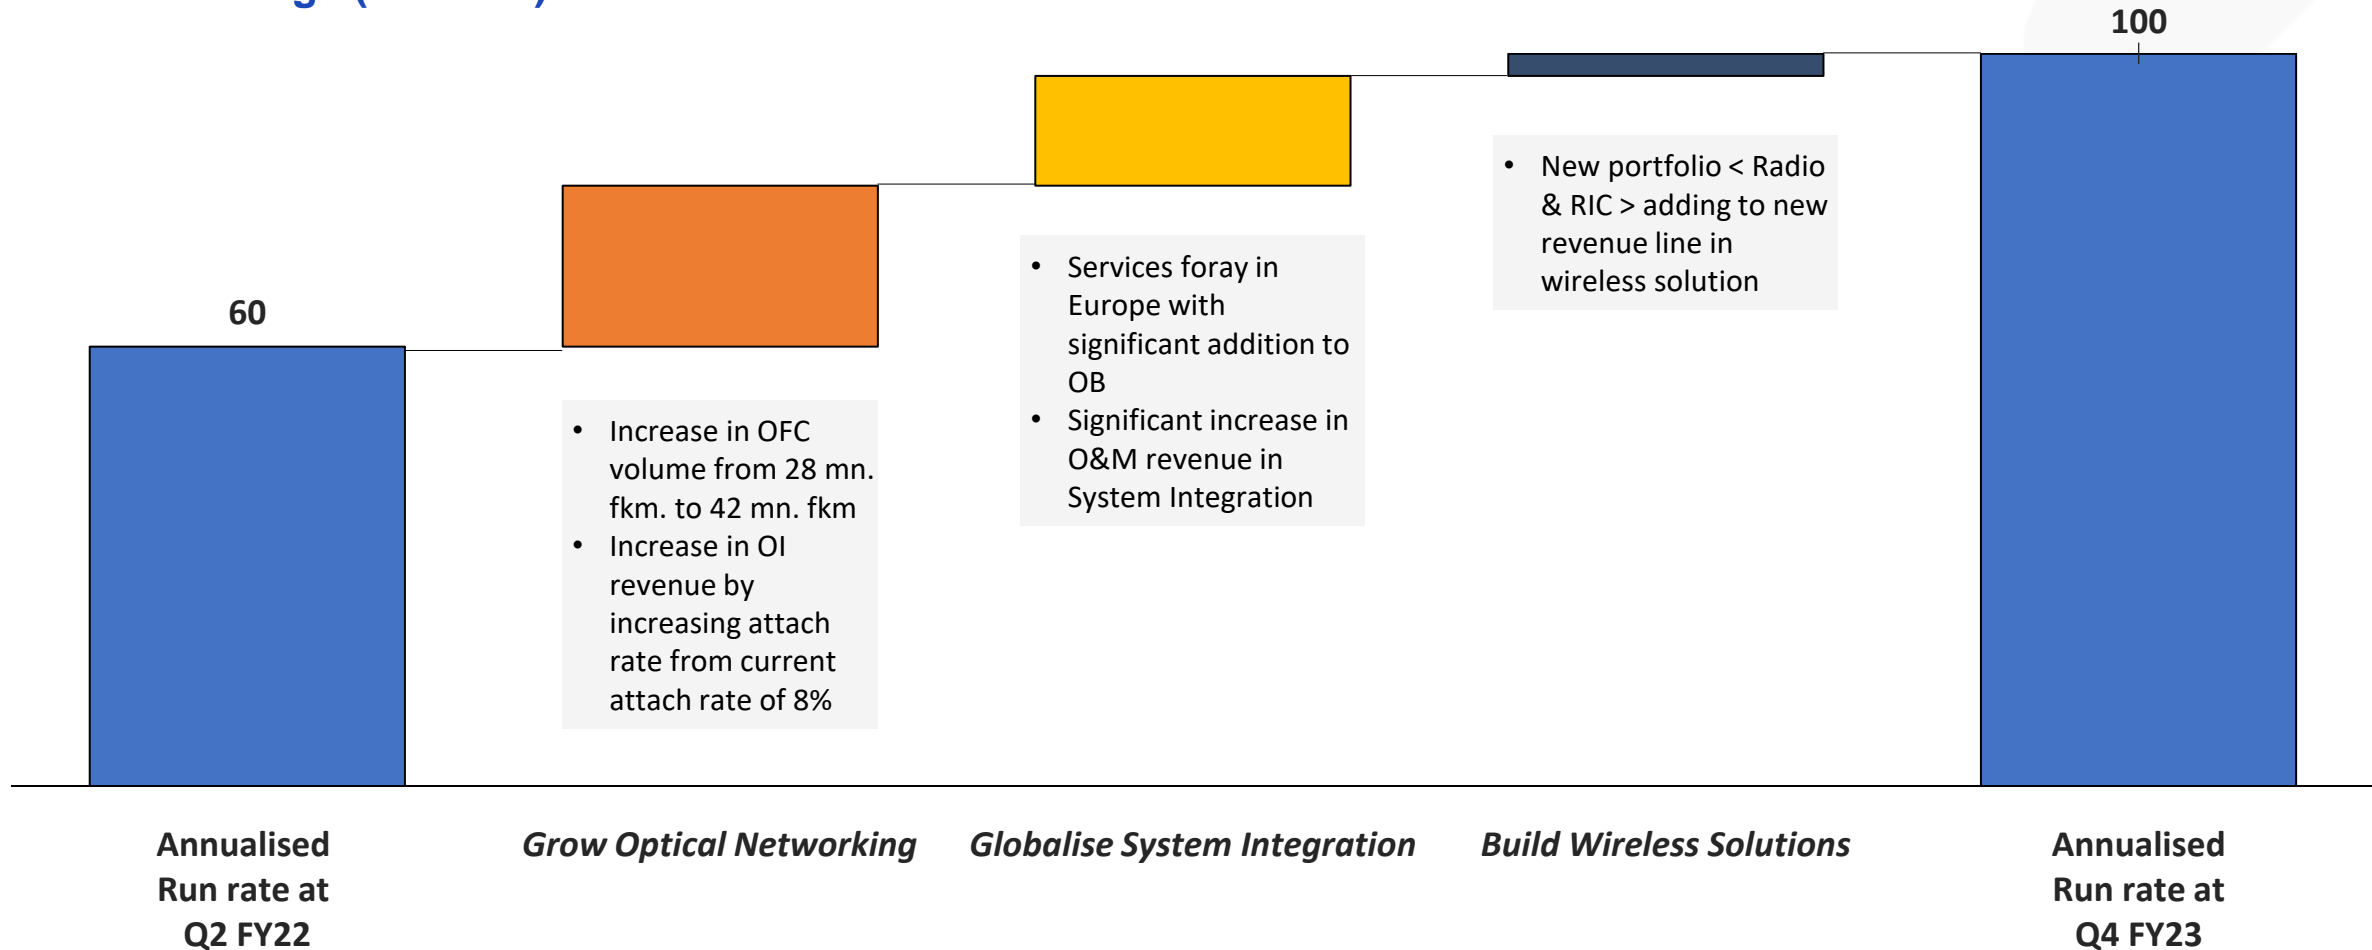 100
60
• New portfolio < Radio
& RIC > adding to new
revenue line in
wireless solution
• Services foray in
Europe with
significant addition to
OB
• Significant increase in
O&M revenue in
System Integration
• Increase in OFC
volume from 28 mn.
fkm. to 42 mn. fkm
• Increase in OI
revenue by
increasing attach
rate from current
attach rate of 8%
Annualised
Run rate at
Q2 FY22
Grow Optical Networking
Globalise System Integration
Build Wireless Solutions
Annualised
Run rate at
Q4 FY23